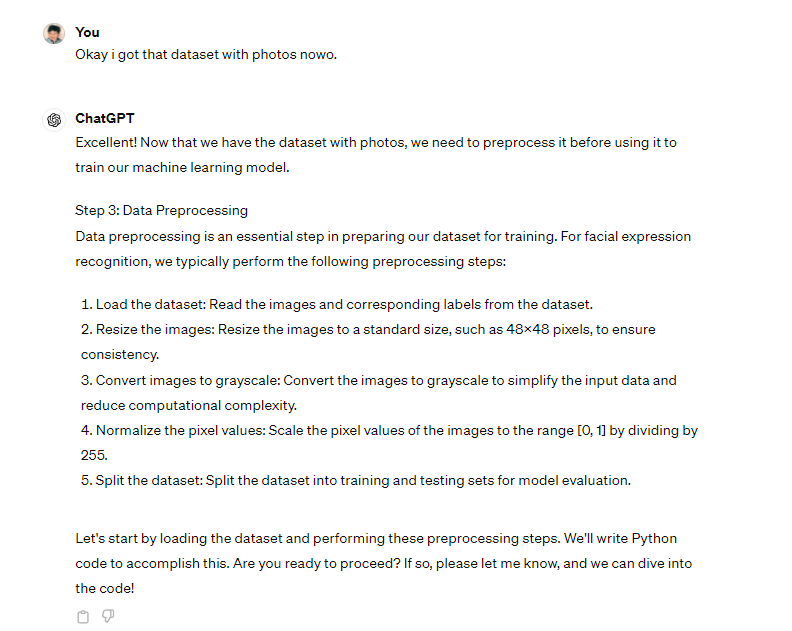 You
Okay i got that dataset with photos nowo.
ChatGPT
Excellent! Now that we have the dataset with photos, we need to preprocess it before using it to
train our machine learning model.
Step 3: Data Preprocessing
Data preprocessing is an essential step in preparing our dataset for training. For facial expression
recognition, we typically perform the following preprocessing steps:
1. Load the dataset: Read the images and corresponding labels from the dataset.
2. Resize the images: Resize the images to a standard size, such as 48×48 pixels, to ensure
consistency.
3. Convert images to grayscale: Convert the images to grayscale to simplify the input data and
reduce computational complexity.
4. Normalize the pixel values: Scale the pixel values of the images to the range [0, 1] by dividing by
255.
5. Split the dataset: Split the dataset into training and testing sets for model evaluation.
Let's start by loading the dataset and performing these preprocessing steps. We'll write Python
code to accomplish this. Are you ready to proceed? If so, please let me know, and we can dive into
the code!